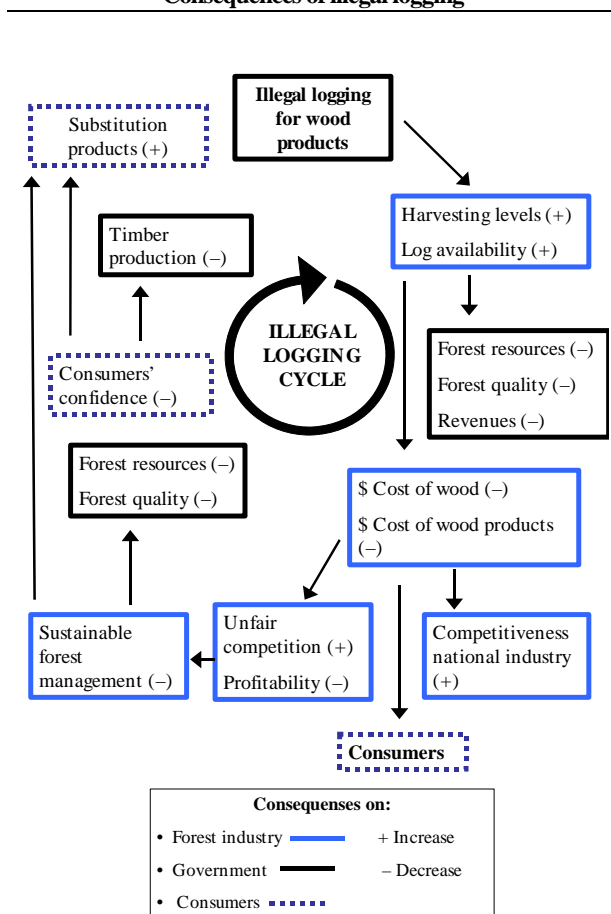 Consequences of illegal logging
Illegal logging
for wood
products
Substitution
products (+)
Harvesting levels (+)
Log availability (+)
Timber
production (–)
ILLEGAL
LOGGING
CYCLE
Forest resources (–)
Forest quality (–)
Revenues (–)
Consumers'
confidence (–)
Forest resources (–)
Forest quality (–)
$ Cost of wood (–)
$ Cost of wood products
(–)
Sustainable
forest
management (–)
Unfair
competition (+)
Profitability (–)
Competitiveness
national industry
(+)
Consumers
Consequenses on:
• Forest industry + Increase
• Government – Decrease
• Consumers